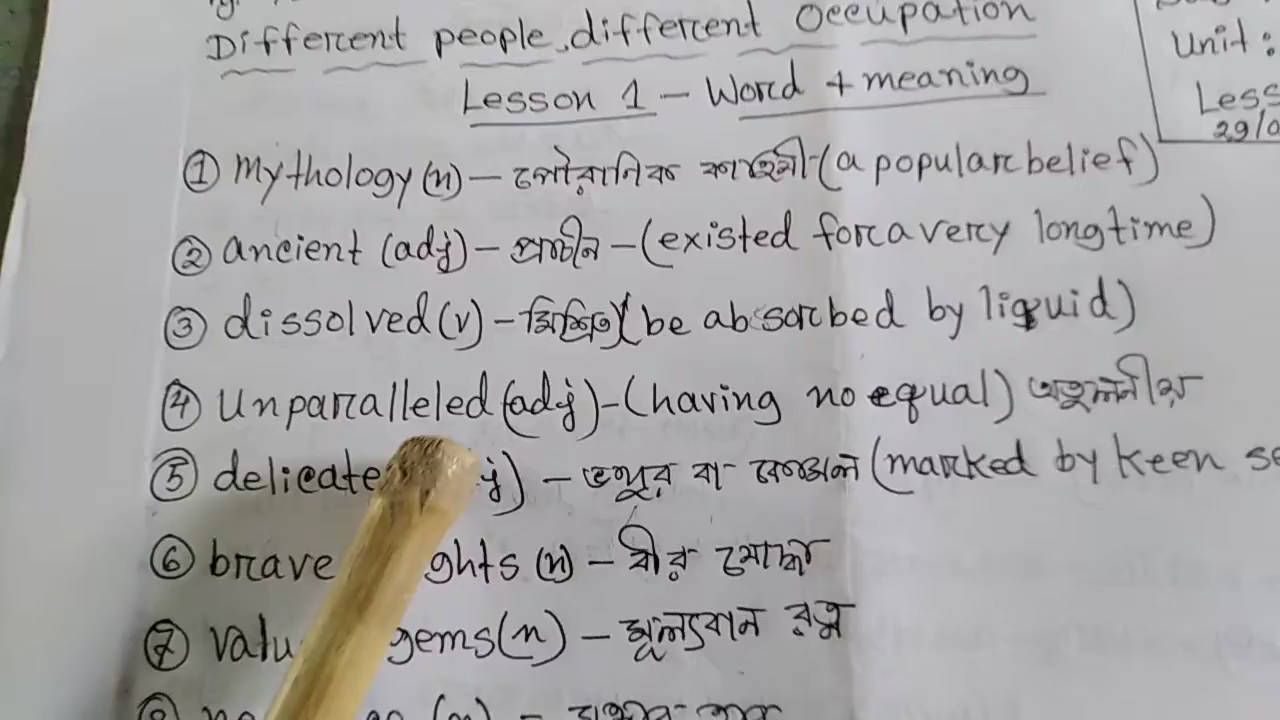 Different people, different Occupation
Unit:
Lesson 1 - Word + meaning
Less
29/0
① Mythology (n) - পৌরানিক কাহিনী (a popular belief)
② ancient (adj) - প্রাচীন - (existed for a very long time)
③ dissolved (v) - মিশ্রিত (be absorbed by liquid)
④ Unparalleled (adj) - (having no equal) অতুলনীয়
⑤ delicate j) - ভঙ্গুর বা কোমল (marked by keen se
⑥ brave ghts (n) - বীর যোদ্ধা
⑦ valu gems (n) - মূল্যবান রত্ন